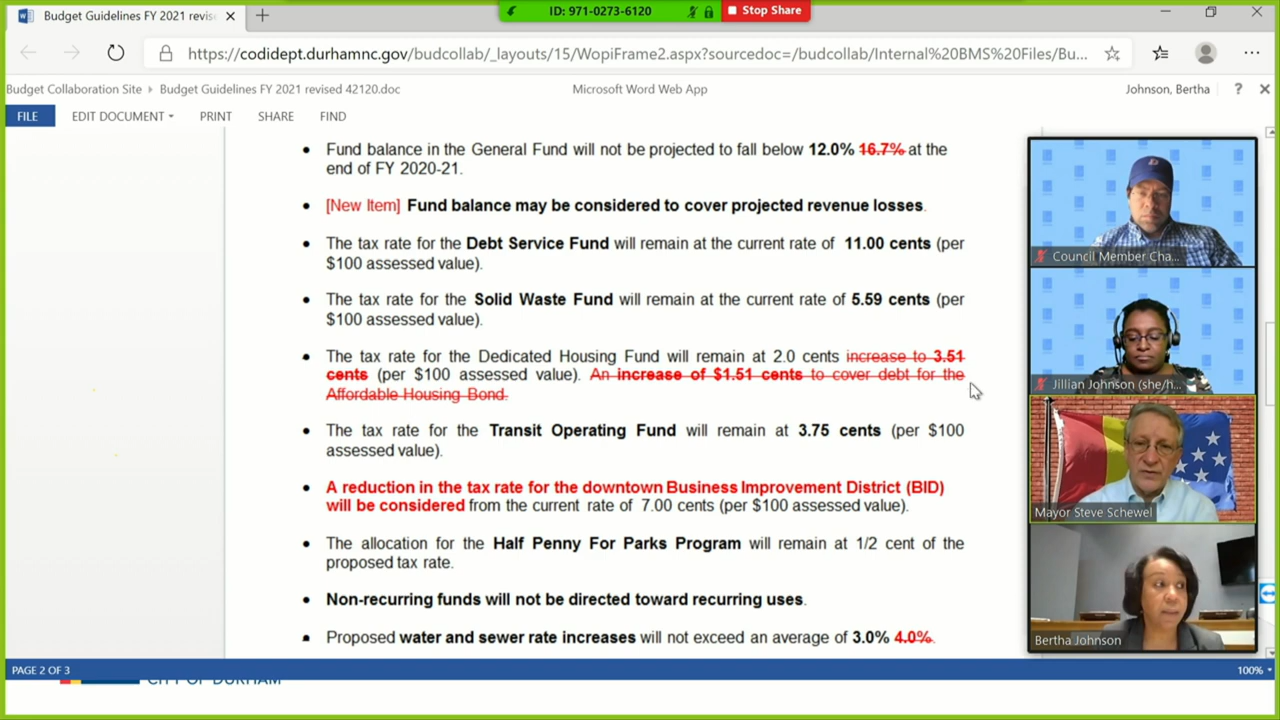 Budget Guidelines FY 2021 revise
ID: 971-0273-6120
Stop Share
https://codidept.durhamnc.gov/budcollab/_layouts/15/WopiFrame2.aspx?sourcedoc=/budcollab/Internal%20BMS%20Files/Bu...
Budget Collaboration Site
Budget Guidelines FY 2021 revised 42120.doc
Microsoft Word Web App
Johnson, Bertha
FILE
EDIT DOCUMENT
PRINT
SHARE
FIND
• Fund balance in the General Fund will not be projected to fall below 12.0% 16.7% at the
end of FY 2020-21.
• [New Item] Fund balance may be considered to cover projected revenue losses.
• The tax rate for the Debt Service Fund will remain at the current rate of 11.00 cents (per
$100 assessed value).
• The tax rate for the Solid Waste Fund will remain at the current rate of 5.59 cents (per
$100 assessed value).
• The tax rate for the Dedicated Housing Fund will remain at 2.0 cents increase to 3.51
cents (per $100 assessed value). An increase of $1.51 cents to cover debt for the
Affordable Housing Bond.
• The tax rate for the Transit Operating Fund will remain at 3.75 cents (per $100
assessed value).
• A reduction in the tax rate for the downtown Business Improvement District (BID)
will be considered from the current rate of 7.00 cents (per $100 assessed value).
• The allocation for the Half Penny For Parks Program will remain at 1/2 cent of the
proposed tax rate.
• Non-recurring funds will not be directed toward recurring uses.
• Proposed water and sewer rate increases will not exceed an average of 3.0% 4.0%.
Council Member Cha...
Jillian Johnson (she/h...
Mayor Steve Schewel
Bertha Johnson
PAGE 2 OF 3
100%
CITY OF DURHAM